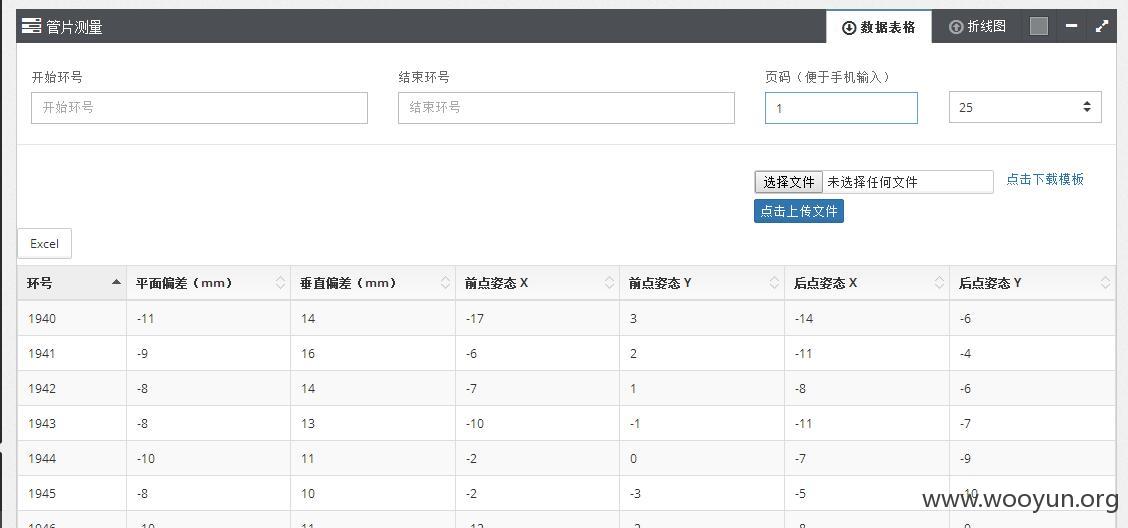 管片测量 数据表格 折线图
开始环号 结束环号 页码（便于手机输入）
开始环号 结束环号 1 25
选择文件 未选择任何文件 点击下载模板
点击上传文件
Excel
环号 平面偏差（mm） 垂直偏差（mm） 前点姿态 X 前点姿态 Y 后点姿态 X 后点姿态 Y
1940 -11 14 -17 3 -14 -6
1941 -9 16 -6 2 -11 -4
1942 -8 14 -7 1 -8 -6
1943 -8 13 -10 -1 -11 -7
1944 -10 11 -2 0 -7 -9
1945 -8 10 -2 -3 -5 -10
www.wooyun.org